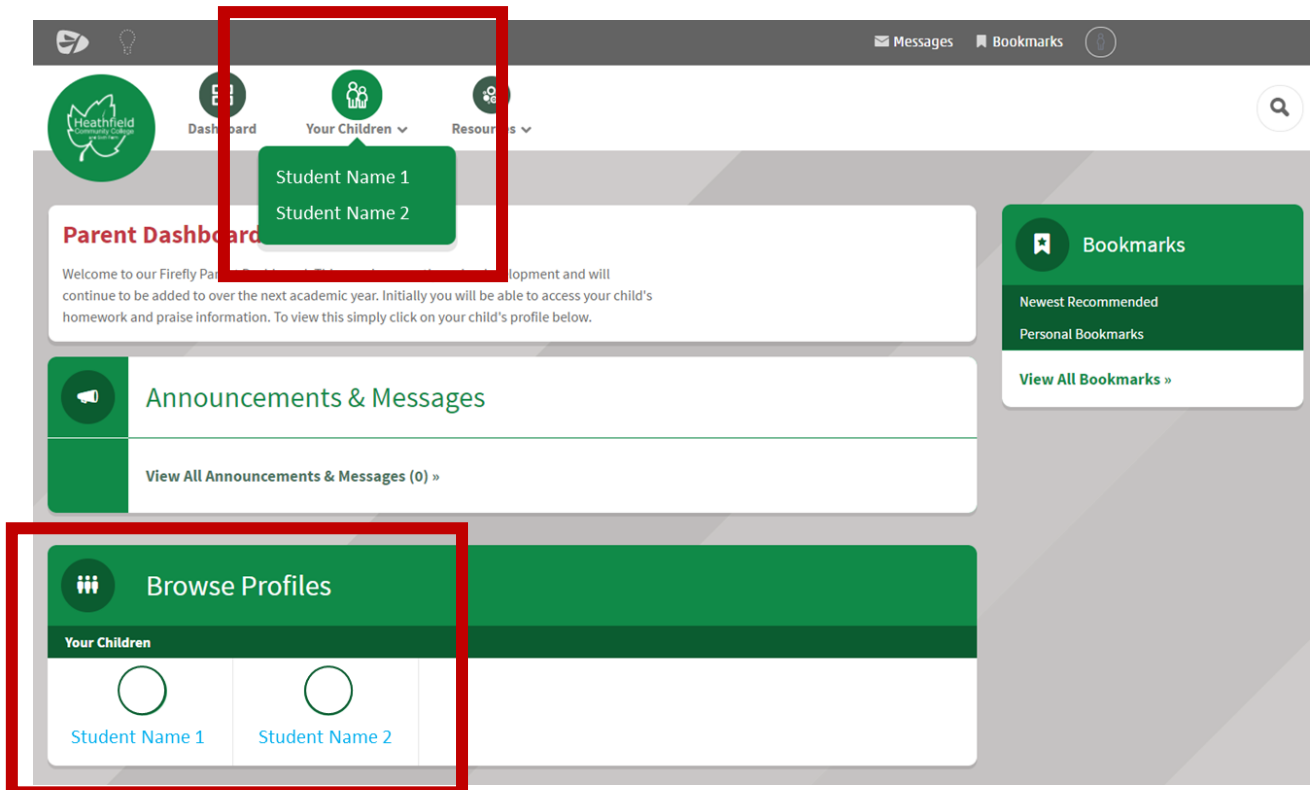 Messages Bookmarks
Heathfield
Community College
Dashboard Your Children Resources
Student Name 1
Student Name 2
Parent Dashboard
Welcome to our Firefly Parent development and will
continue to be added to over the next academic year. Initially you will be able to access your child's
homework and praise information. To view this simply click on your child's profile below.
Bookmarks
Newest Recommended
Personal Bookmarks
View All Bookmarks »
Announcements & Messages
View All Announcements & Messages (0) »
Browse Profiles
Your Children
Student Name 1
Student Name 2